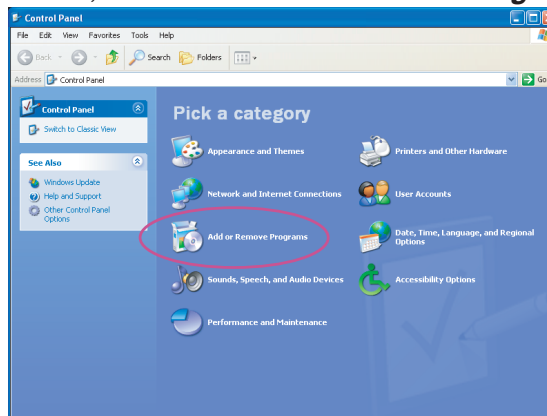 Control Panel
File Edit View Favorites Tools Help
Back Search Folders
Address Control Panel Go
Control Panel
Switch to Classic View
See Also
Windows Update
Help and Support
Other Control Panel
Options
Pick a category
Appearance and Themes
Printers and Other Hardware
Network and Internet Connections
User Accounts
Add or Remove Programs
Date, Time, Language, and Regional
Options
Sounds, Speech, and Audio Devices
Accessibility Options
Performance and Maintenance